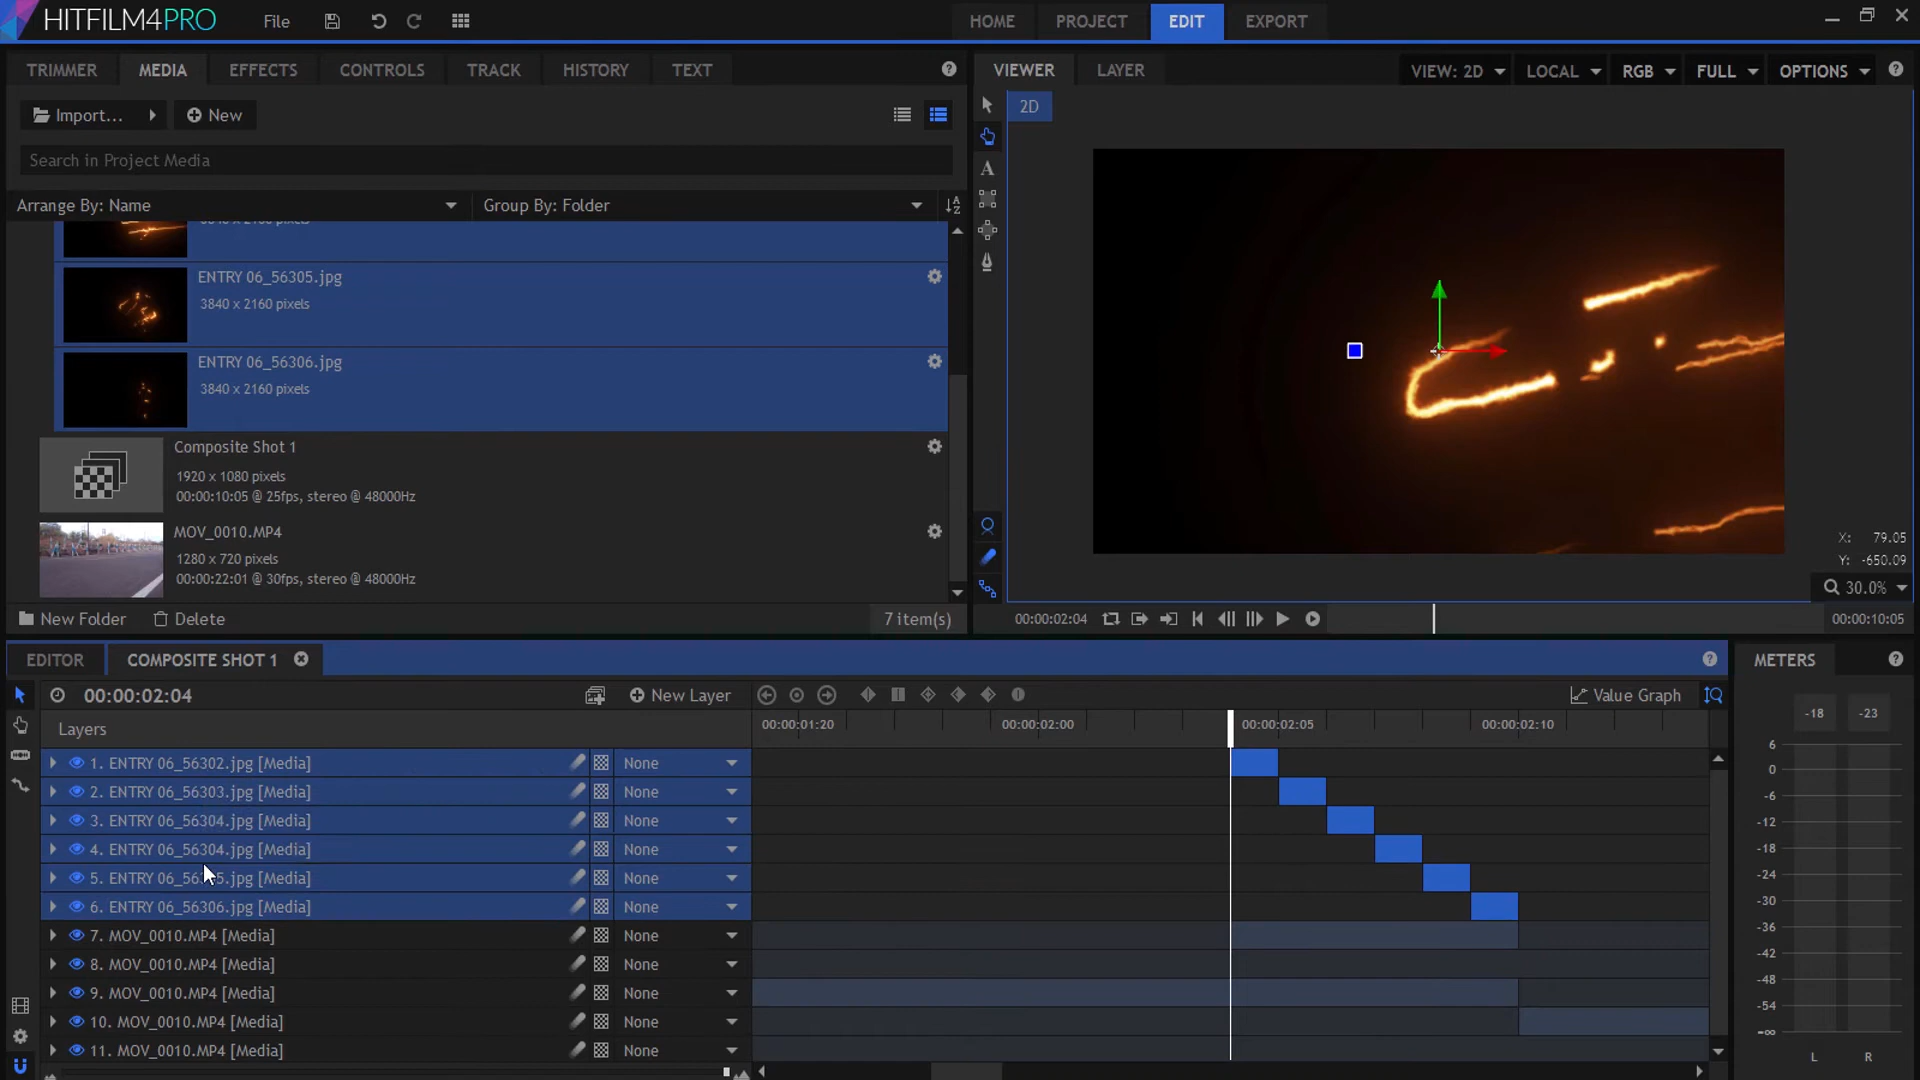 HITFILM4PRO File HOME PROJECT EDIT EXPORT
TRIMMER MEDIA EFFECTS CONTROLS TRACK HISTORY TEXT
VIEWER LAYER VIEW: 2D LOCAL RGB FULL OPTIONS
Import... New
2D
Search in Project Media
Arrange By: Name Group By: Folder
ENTRY 06_56305.jpg
3840 x 2160 pixels
ENTRY 06_56306.jpg
3840 x 2160 pixels
Composite Shot 1
1920 x 1080 pixels
00:00:10:05 @ 25fps, stereo @ 48000Hz
MOV_0010.MP4
1280 x 720 pixels
00:00:22:01 @ 30fps, stereo @ 48000Hz
X: 79.05
Y: -650.09
30.0%
New Folder Delete 7 item(s)
00:00:02:04 00:00:10:05
EDITOR COMPOSITE SHOT 1 METERS
00:00:02:04 New Layer Value Graph
-18 -23
Layers 00:00:01:20 00:00:02:00 00:00:02:05 00:00:02:10
1. ENTRY 06_56302.jpg [Media] None
2. ENTRY 06_56303.jpg [Media] None
3. ENTRY 06_56304.jpg [Media] None
4. ENTRY 06_56304.jpg [Media] None
5. ENTRY 06_56305.jpg [Media] None
6. ENTRY 06_56306.jpg [Media] None
7. MOV_0010.MP4 [Media] None
8. MOV_0010.MP4 [Media] None
9. MOV_0010.MP4 [Media] None
10. MOV_0010.MP4 [Media] None
11. MOV_0010.MP4 [Media] None
6
0
-6
-12
-18
-24
-30
-36
-42
-48
-54
-∞
L R